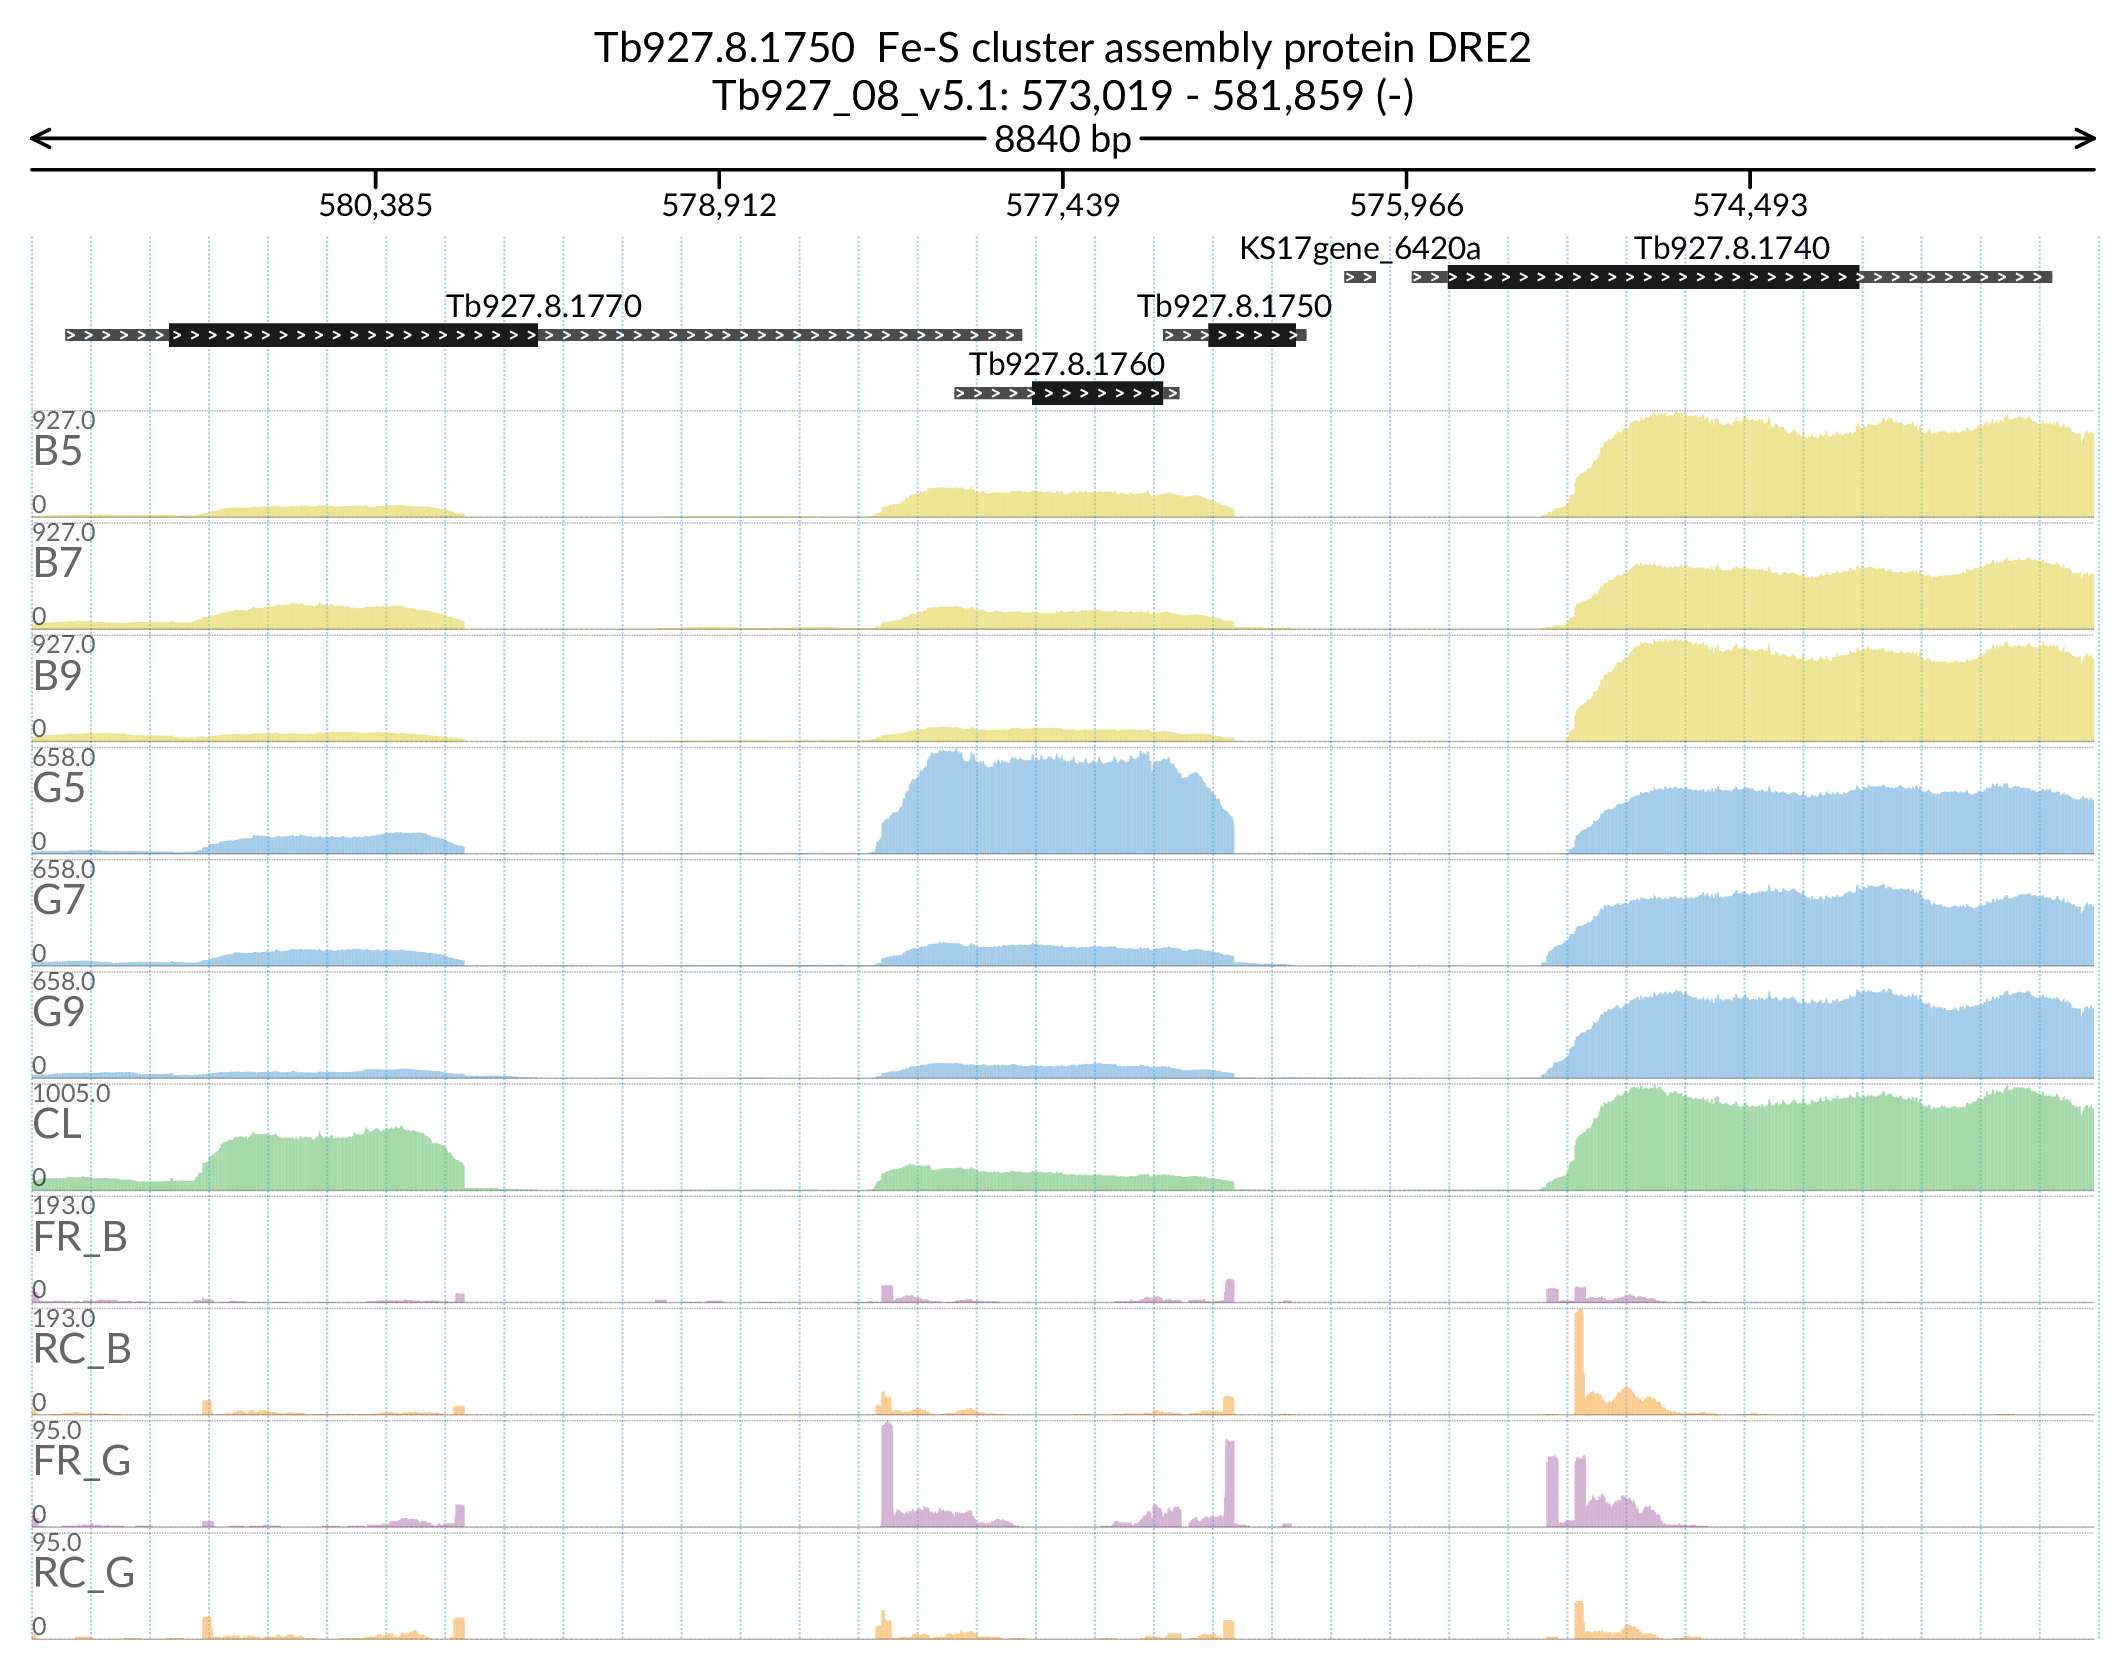 Tb927.8.1750  Fe-S cluster assembly protein DRE2
Tb927_08_v5.1: 573,019 - 581,859 (-)
8840 bp
580,385 578,912 577,439 575,966 574,493
KS17gene_6420a Tb927.8.1740
Tb927.8.1770 Tb927.8.1750
Tb927.8.1760
927.0
B5
0
927.0
B7
0
927.0
B9
0
658.0
G5
0
658.0
G7
0
658.0
G9
0
1005.0
CL
0
193.0
FR_B
0
193.0
RC_B
0
95.0
FR_G
0
95.0
RC_G
0